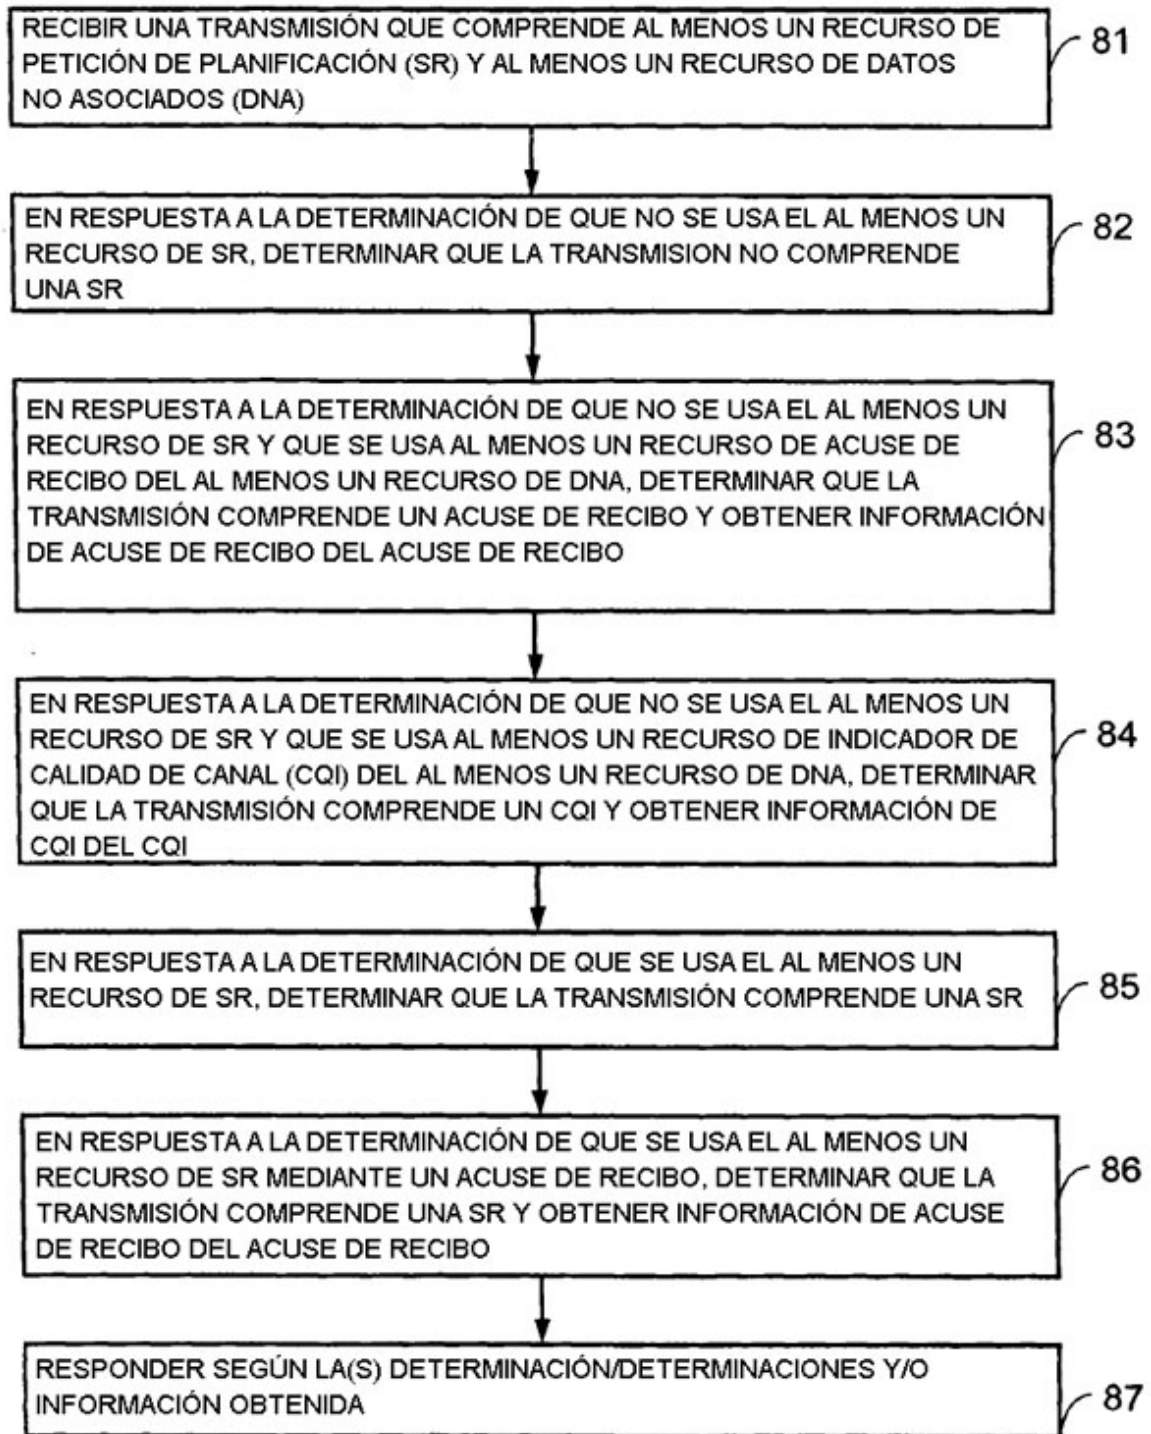 RECIBIR UNA TRANSMISIÓN QUE COMPRENDE AL MENOS UN RECURSO DE
PETICIÓN DE PLANIFICACIÓN (SR) Y AL MENOS UN RECURSO DE DATOS
NO ASOCIADOS (DNA)
81
EN RESPUESTA A LA DETERMINACIÓN DE QUE NO SE USA EL AL MENOS UN
RECURSO DE SR, DETERMINAR QUE LA TRANSMISION NO COMPRENDE
UNA SR
82
EN RESPUESTA A LA DETERMINACIÓN DE QUE NO SE USA EL AL MENOS UN
RECURSO DE SR Y QUE SE USA AL MENOS UN RECURSO DE ACUSE DE
RECIBO DEL AL MENOS UN RECURSO DE DNA, DETERMINAR QUE LA
TRANSMISIÓN COMPRENDE UN ACUSE DE RECIBO Y OBTENER INFORMACIÓN
DE ACUSE DE RECIBO DEL ACUSE DE RECIBO
83
EN RESPUESTA A LA DETERMINACIÓN DE QUE NO SE USA EL AL MENOS UN
RECURSO DE SR Y QUE SE USA AL MENOS UN RECURSO DE INDICADOR DE
CALIDAD DE CANAL (CQI) DEL AL MENOS UN RECURSO DE DNA, DETERMINAR
QUE LA TRANSMISIÓN COMPRENDE UN CQI Y OBTENER INFORMACIÓN DE
CQI DEL CQI
84
EN RESPUESTA A LA DETERMINACIÓN DE QUE SE USA EL AL MENOS UN
RECURSO DE SR, DETERMINAR QUE LA TRANSMISIÓN COMPRENDE UNA SR
85
EN RESPUESTA A LA DETERMINACIÓN DE QUE SE USA EL AL MENOS UN
RECURSO DE SR MEDIANTE UN ACUSE DE RECIBO, DETERMINAR QUE LA
TRANSMISIÓN COMPRENDE UNA SR Y OBTENER INFORMACIÓN DE ACUSE
DE RECIBO DEL ACUSE DE RECIBO
86
RESPONDER SEGÚN LA(S) DETERMINACIÓN/DETERMINACIONES Y/O
INFORMACIÓN OBTENIDA
87